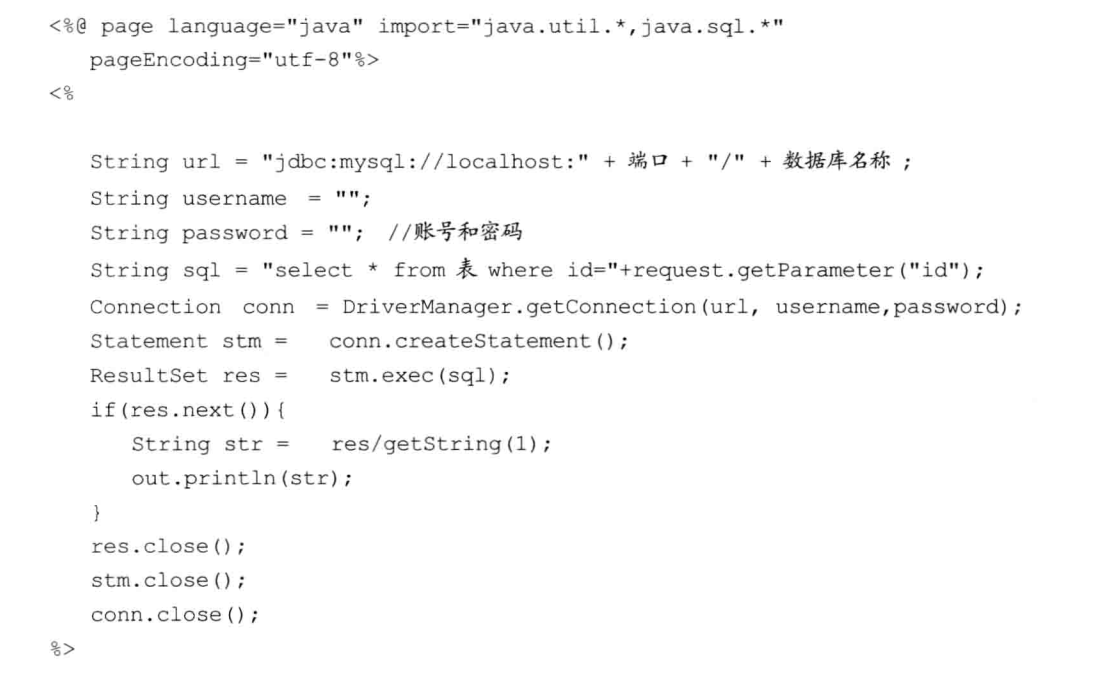 <%@ page language="java" import="java.util.*,java.sql.*"
pageEncoding="utf-8"%>
<%
String url = "jdbc:mysql://localhost:" + 端口 + "/" + 数据库名称 ;
String username = "";
String password = ""; //账号和密码
String sql = "select * from 表 where id="+request.getParameter("id");
Connection conn = DriverManager.getConnection(url, username,password);
Statement stm = conn.createStatement();
ResultSet res = stm.exec(sql);
if(res.next()){
String str = res/getString(1);
out.println(str);
}
res.close();
stm.close();
conn.close();
%>